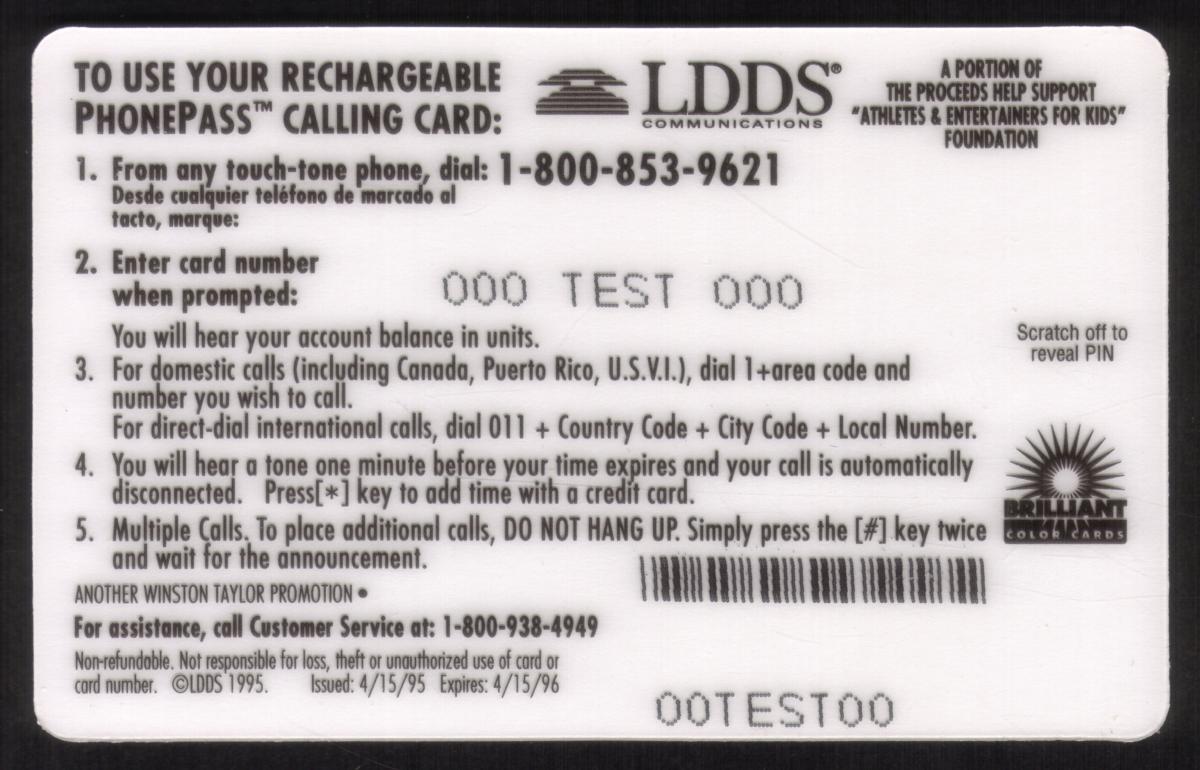 TO USE YOUR RECHARGEABLE
PHONEPASS™ CALLING CARD:
LDDS®
COMMUNICATIONS
A PORTION OF
THE PROCEEDS HELP SUPPORT
"ATHLETES & ENTERTAINERS FOR KIDS"
FOUNDATION
1. From any touch-tone phone, dial: 1-800-853-9621
Desde cualquier teléfono de marcado al
tacto, marque:
2. Enter card number
when prompted:
000 TEST 000
You will hear your account balance in units.
Scratch off to
reveal PIN
3. For domestic calls (including Canada, Puerto Rico, U.S.V.I.), dial 1+area code and
number you wish to call.
For direct-dial international calls, dial 011 + Country Code + City Code + Local Number.
4. You will hear a tone one minute before your time expires and your call is automatically
disconnected. Press[*] key to add time with a credit card.
BRILLIANT
COLOR CARDS
5. Multiple Calls. To place additional calls, DO NOT HANG UP. Simply press the [#] key twice
and wait for the announcement.
ANOTHER WINSTON TAYLOR PROMOTION •
For assistance, call Customer Service at: 1-800-938-4949
Non-refundable. Not responsible for loss, theft or unauthorized use of card or
card number. ©LDDS 1995. Issued: 4/15/95 Expires: 4/15/96
00TEST00